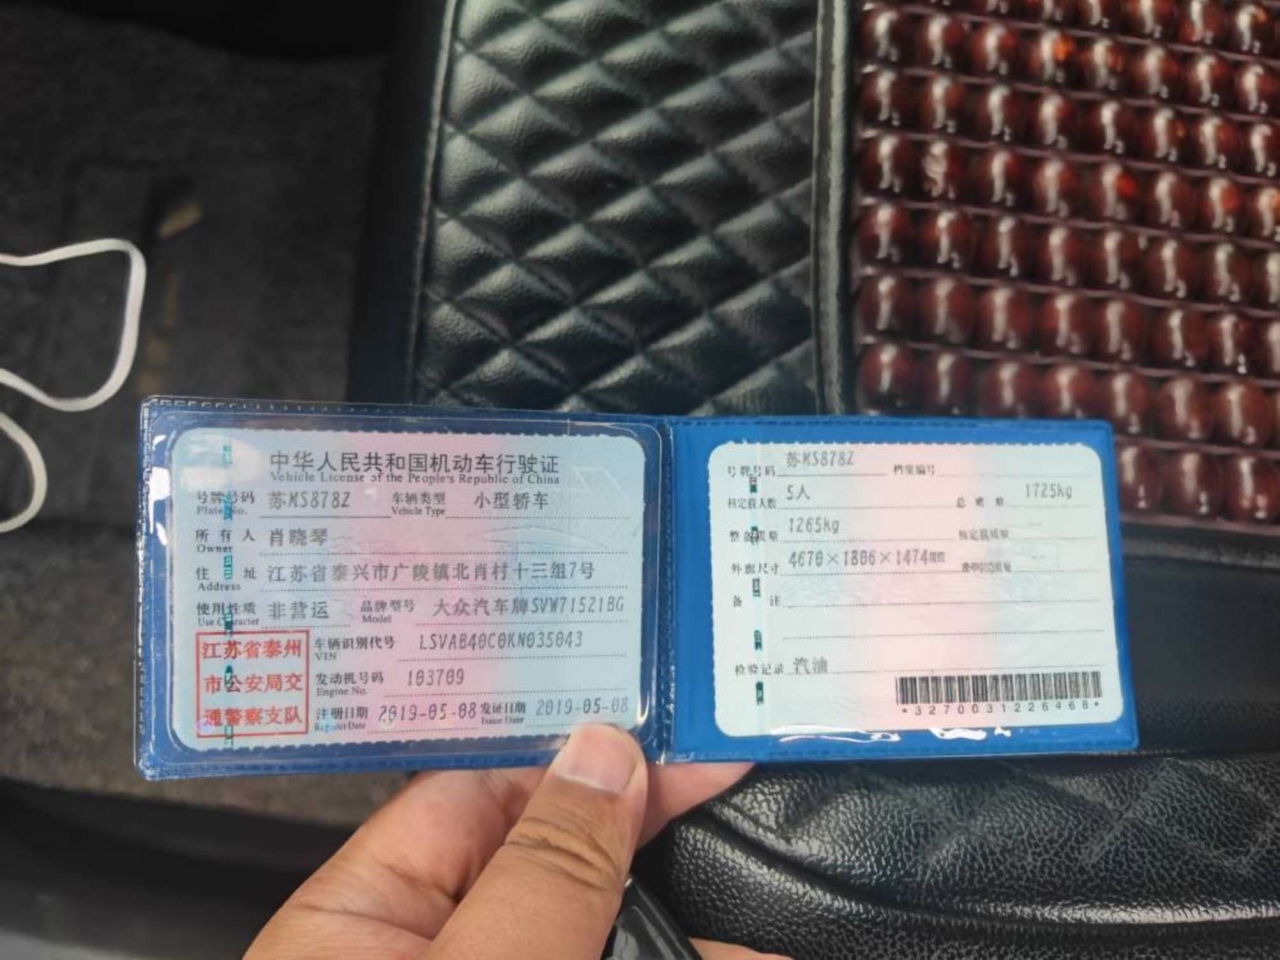 中华人民共和国机动车行驶证
Vehicle License of the People's Republic of China
号牌号码 苏MS878Z 车辆类型 小型轿车
Plate No. Vehicle Type
所有人 肖晓琴
Owner
住址 江苏省泰兴市广陵镇北肖村十三组7号
Address
使用性质 非营运 品牌型号 大众汽车牌SVW71521BG
Use Character Model
江苏省泰州
市公安局交
通警察支队
车辆识别代号 LSVAB40C0KN035043
VIN
发动机号码 103709
Engine No.
注册日期 2019-05-08 发证日期 2019-05-08
Register Date Issue Date
号牌号码 苏MS878Z 档案编号
核定载人数 5人 总质量 1725kg
整备质量 1265kg 核定载质量
外廓尺寸 4670×1806×1474毫米 准牵引总质量
备注
检验记录 汽油
*3270031226468*